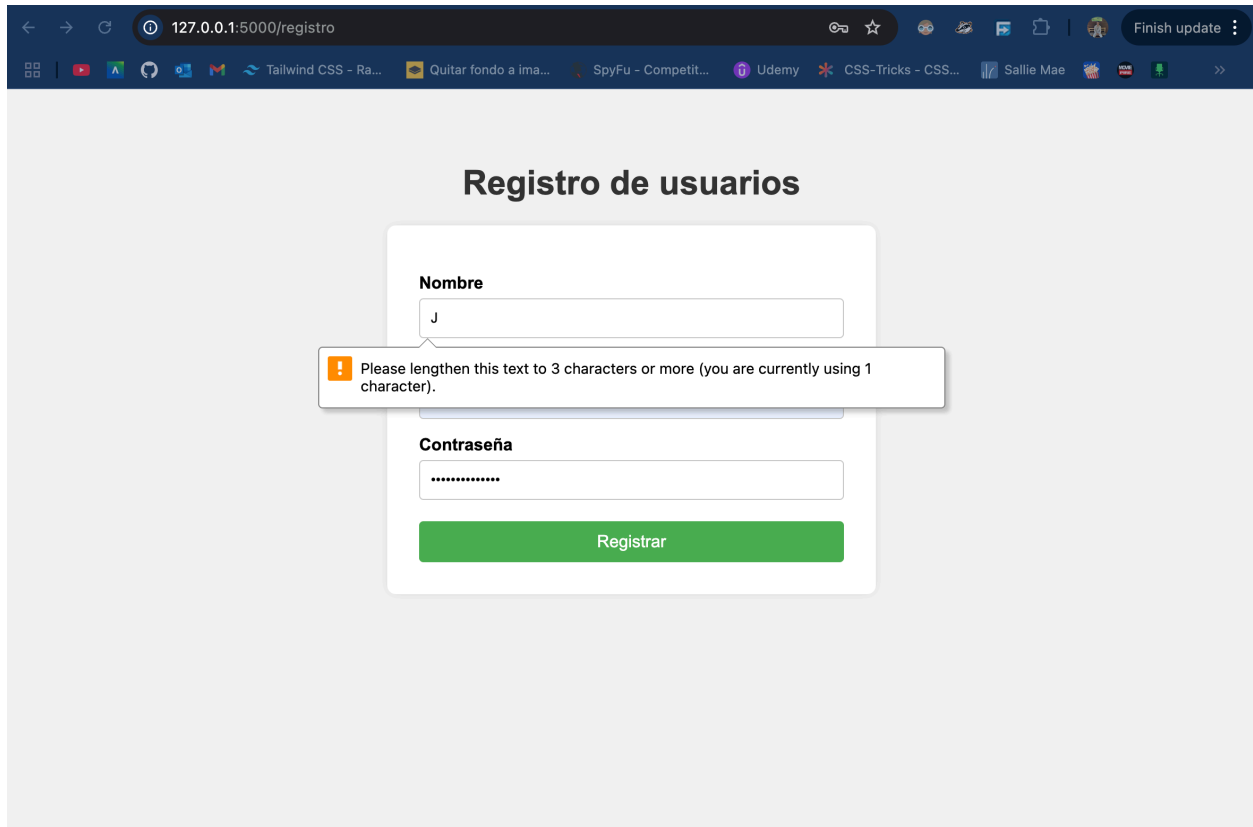 127.0.0.1:5000/registro
Finish update
Tailwind CSS - Ra...
Quitar fondo a ima...
SpyFu - Competit...
Udemy
CSS-Tricks - CSS...
Sallie Mae
Registro de usuarios
Nombre
J
Please lengthen this text to 3 characters or more (you are currently using 1
character).
Contraseña
••••••••••••••
Registrar